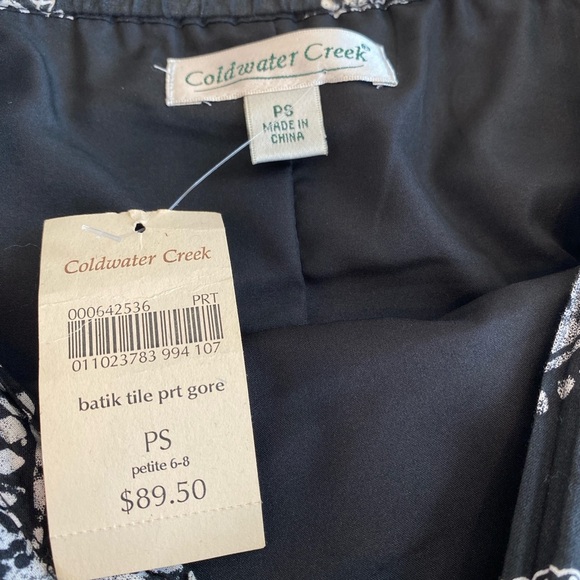 Coldwater Creek
PS
MADE IN
CHINA
Coldwater Creek
000642536 PRT
011023783 994 107
batik tile prt gore
PS
petite 6-8
$89.50